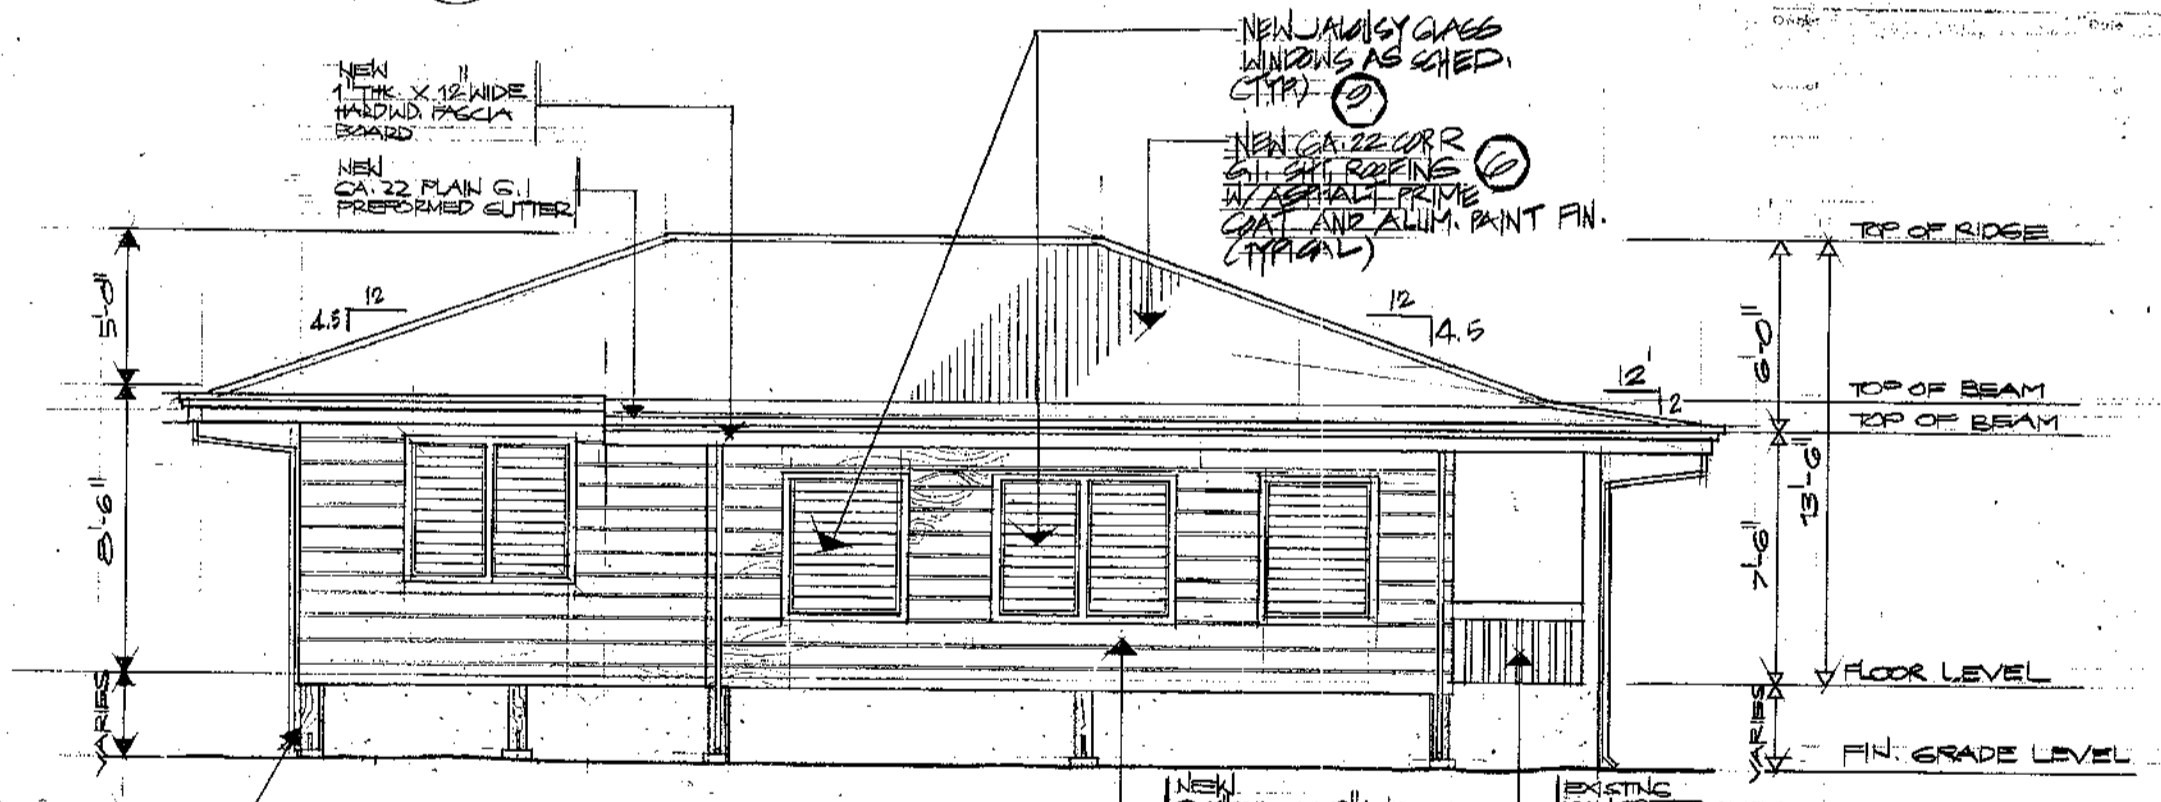 NEW JALOUSY GLASS
WINDOWS AS SCHED.
(TYP.) 9
NEW
1" THK. X 12" WIDE
HARDWD. FASCIA
BOARD
NEW
GA. 22 PLAIN G.I
PREFORMED GUTTER
NEW GA. 22 CORR
G.I. SHT. ROOFING 6
W/ ASPHALT PRIME
COAT AND ALUM. PAINT FIN.
(TYPICAL)
TOP OF RIDGE
5'-0"
12
4.5
12
4.5
6'-0"
12
2
TOP OF BEAM
TOP OF BEAM
8'-6"
7'-6"
13'-6"
FLOOR LEVEL
VARIES
VARIES
FIN. GRADE LEVEL
NEW
EXISTING